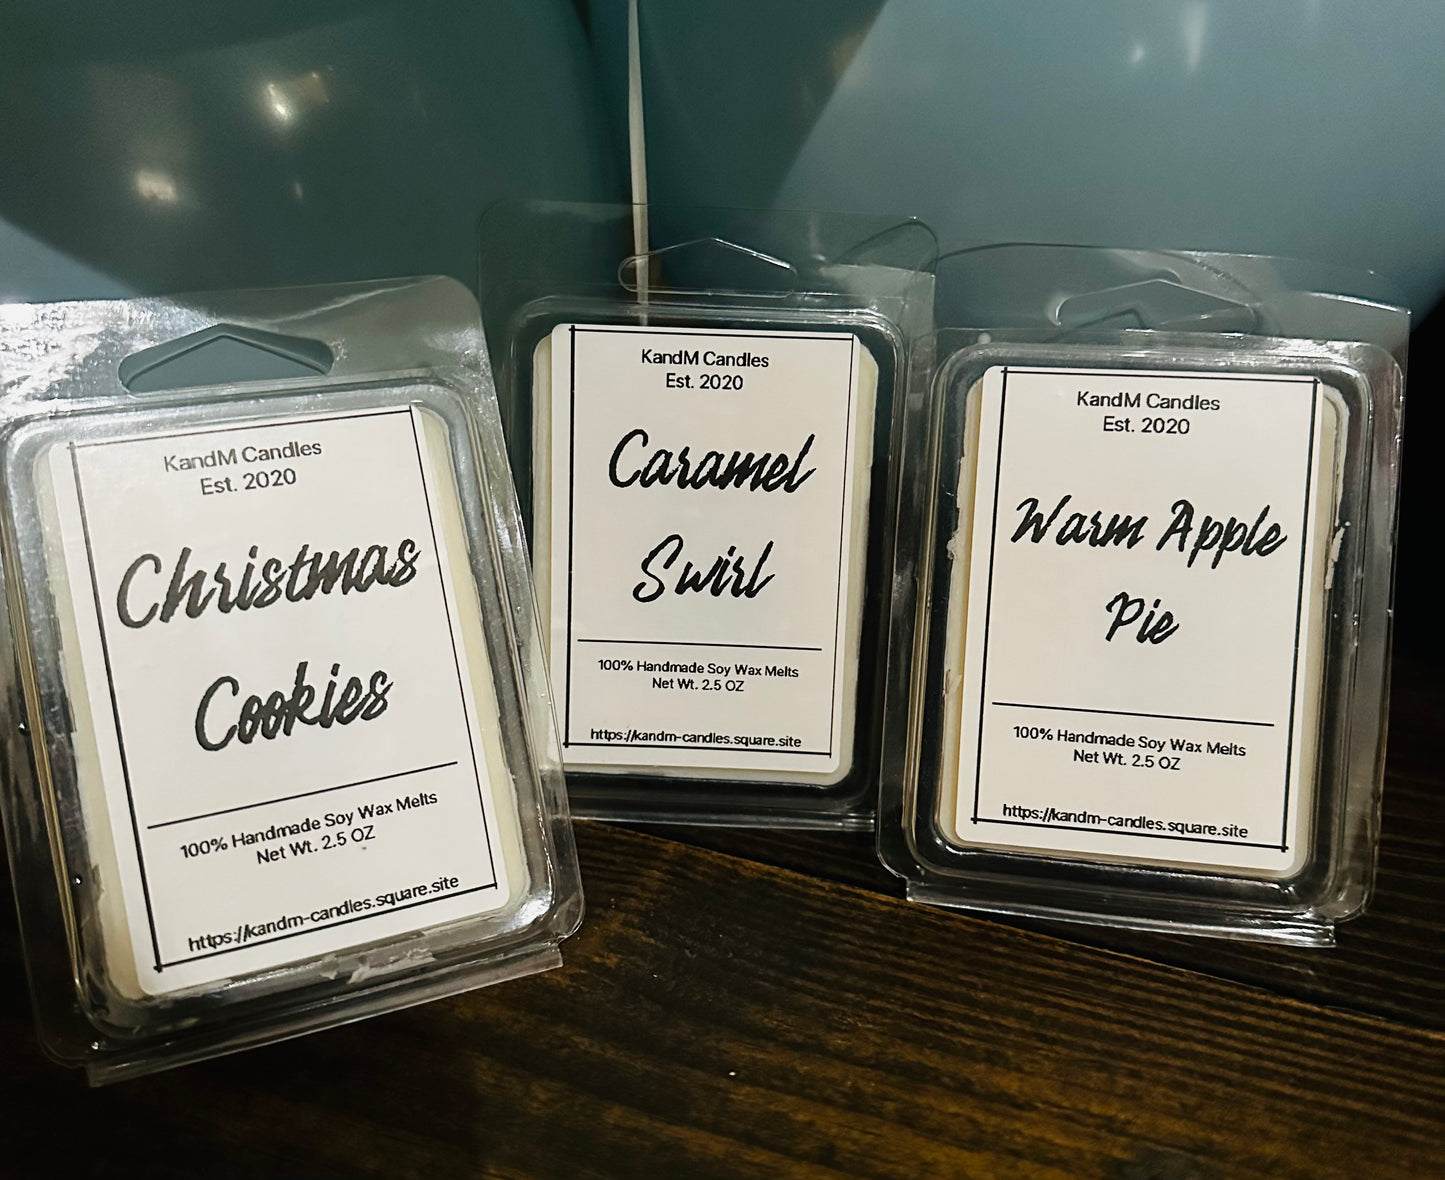 KandM Candles
Est. 2020
Christmas
Cookies
100% Handmade Soy Wax Melts
Net Wt. 2.5 OZ
https://kandm-candles.square.site
KandM Candles
Est. 2020
Caramel
Swirl
100% Handmade Soy Wax Melts
Net Wt. 2.5 OZ
https://kandm-candles.square.site
KandM Candles
Est. 2020
Warm Apple
Pie
100% Handmade Soy Wax Melts
Net Wt. 2.5 OZ
https://kandm-candles.square.site